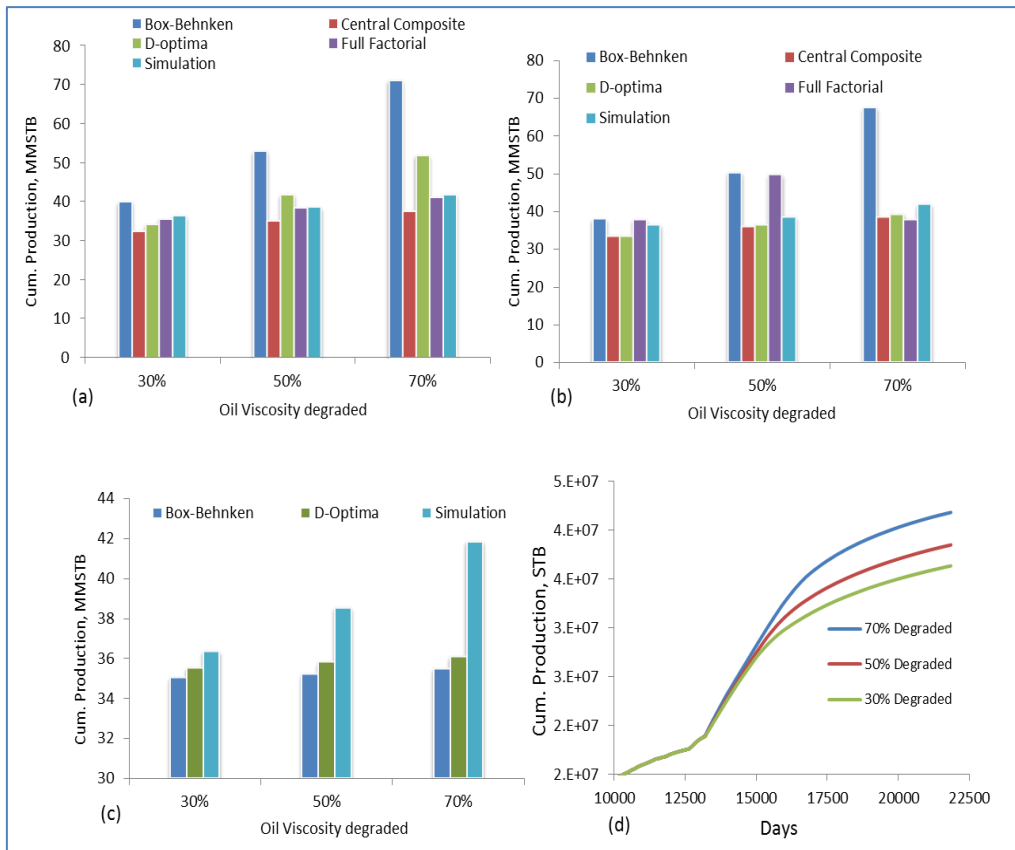 Box-Behnken
Central Composite
D-optima
Full Factorial
Simulation
80
70
60
50
40
30
20
10
0
Cum. Production, MMSTB
30%
50%
70%
(a)
Oil Viscosity degraded
Box-Behnken
Central Composite
D-optima
Full Factorial
Simulation
80
70
60
50
40
30
20
10
0
Cum. Production, MMSTB
30%
50%
70%
(b)
Oil Viscosity degraded
Box-Behnken
D-Optima
Simulation
44
42
40
38
36
34
32
30
Cum. Production, MMSTB
30%
50%
70%
(c)
Oil Viscosity degraded
5.E+07
4.E+07
4.E+07
3.E+07
3.E+07
2.E+07
2.E+07
Cum. Production, STB
70% Degraded
50% Degraded
30% Degraded
10000
12500
15000
17500
20000
22500
(d)
Days